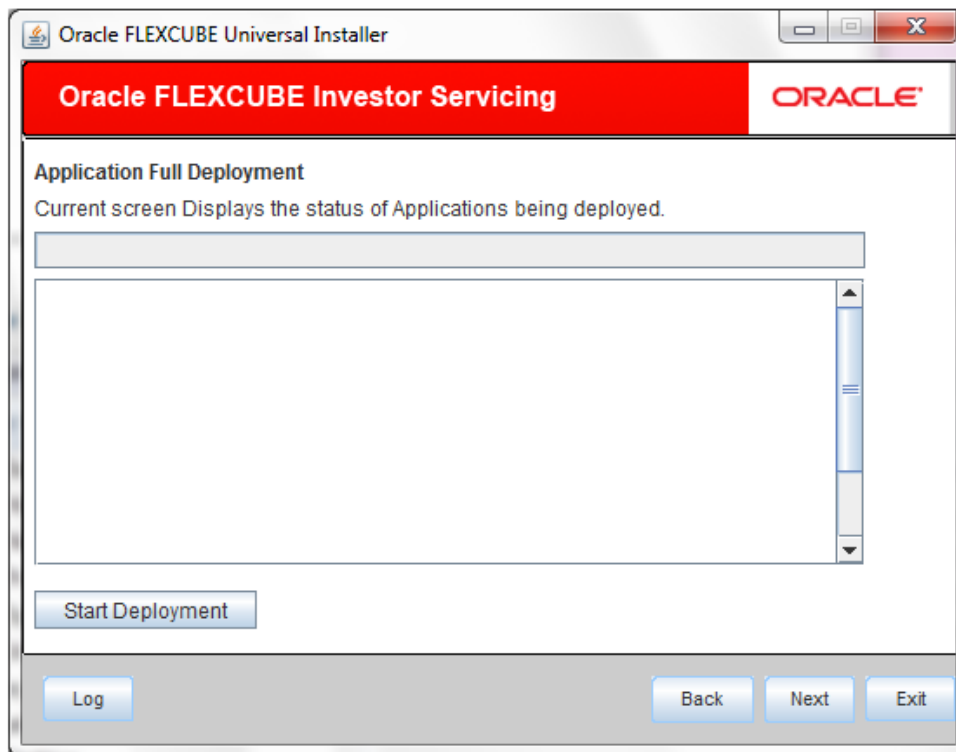 Oracle FLEXCUBE Universal Installer
Oracle FLEXCUBE Investor Servicing
ORACLE
Application Full Deployment
Current screen Displays the status of Applications being deployed.
Start Deployment
Log Back Next Exit